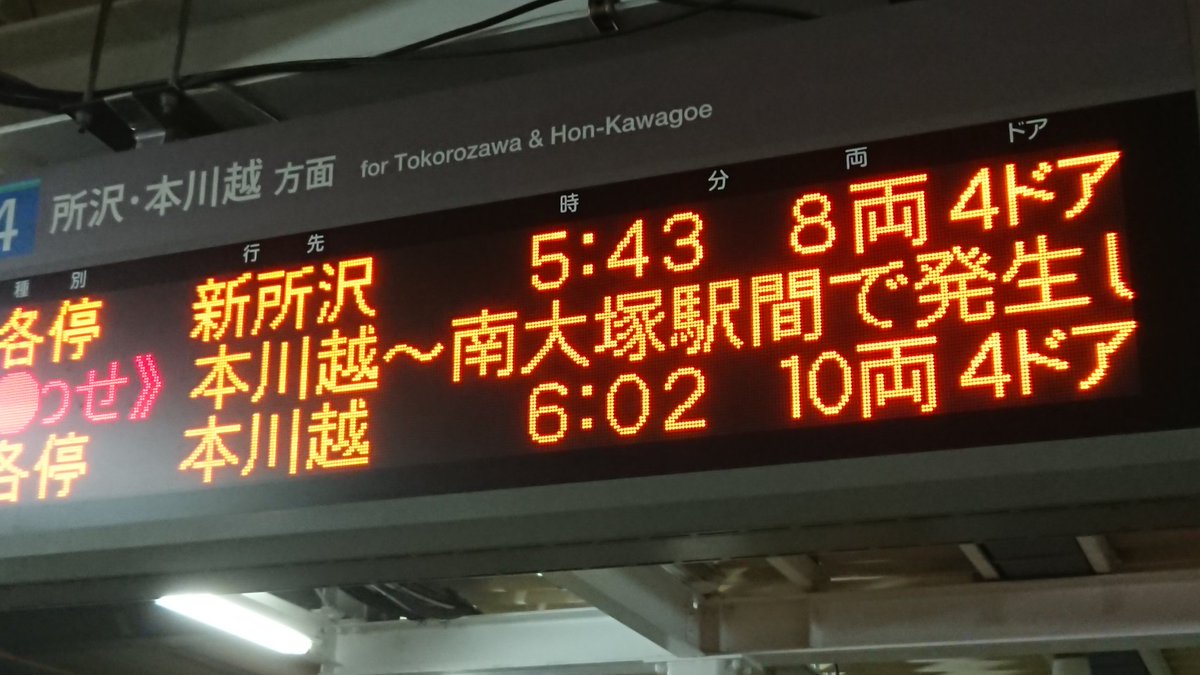 4 所沢・本川越 方面 for Tokorozawa & Hon-Kawagoe
種別 行先 時 分 両 ドア
各停 新所沢 5:43 8両 4ドア
らせ》 本川越〜南大塚駅間で発生し
各停 本川越 6:02 10両 4ドア